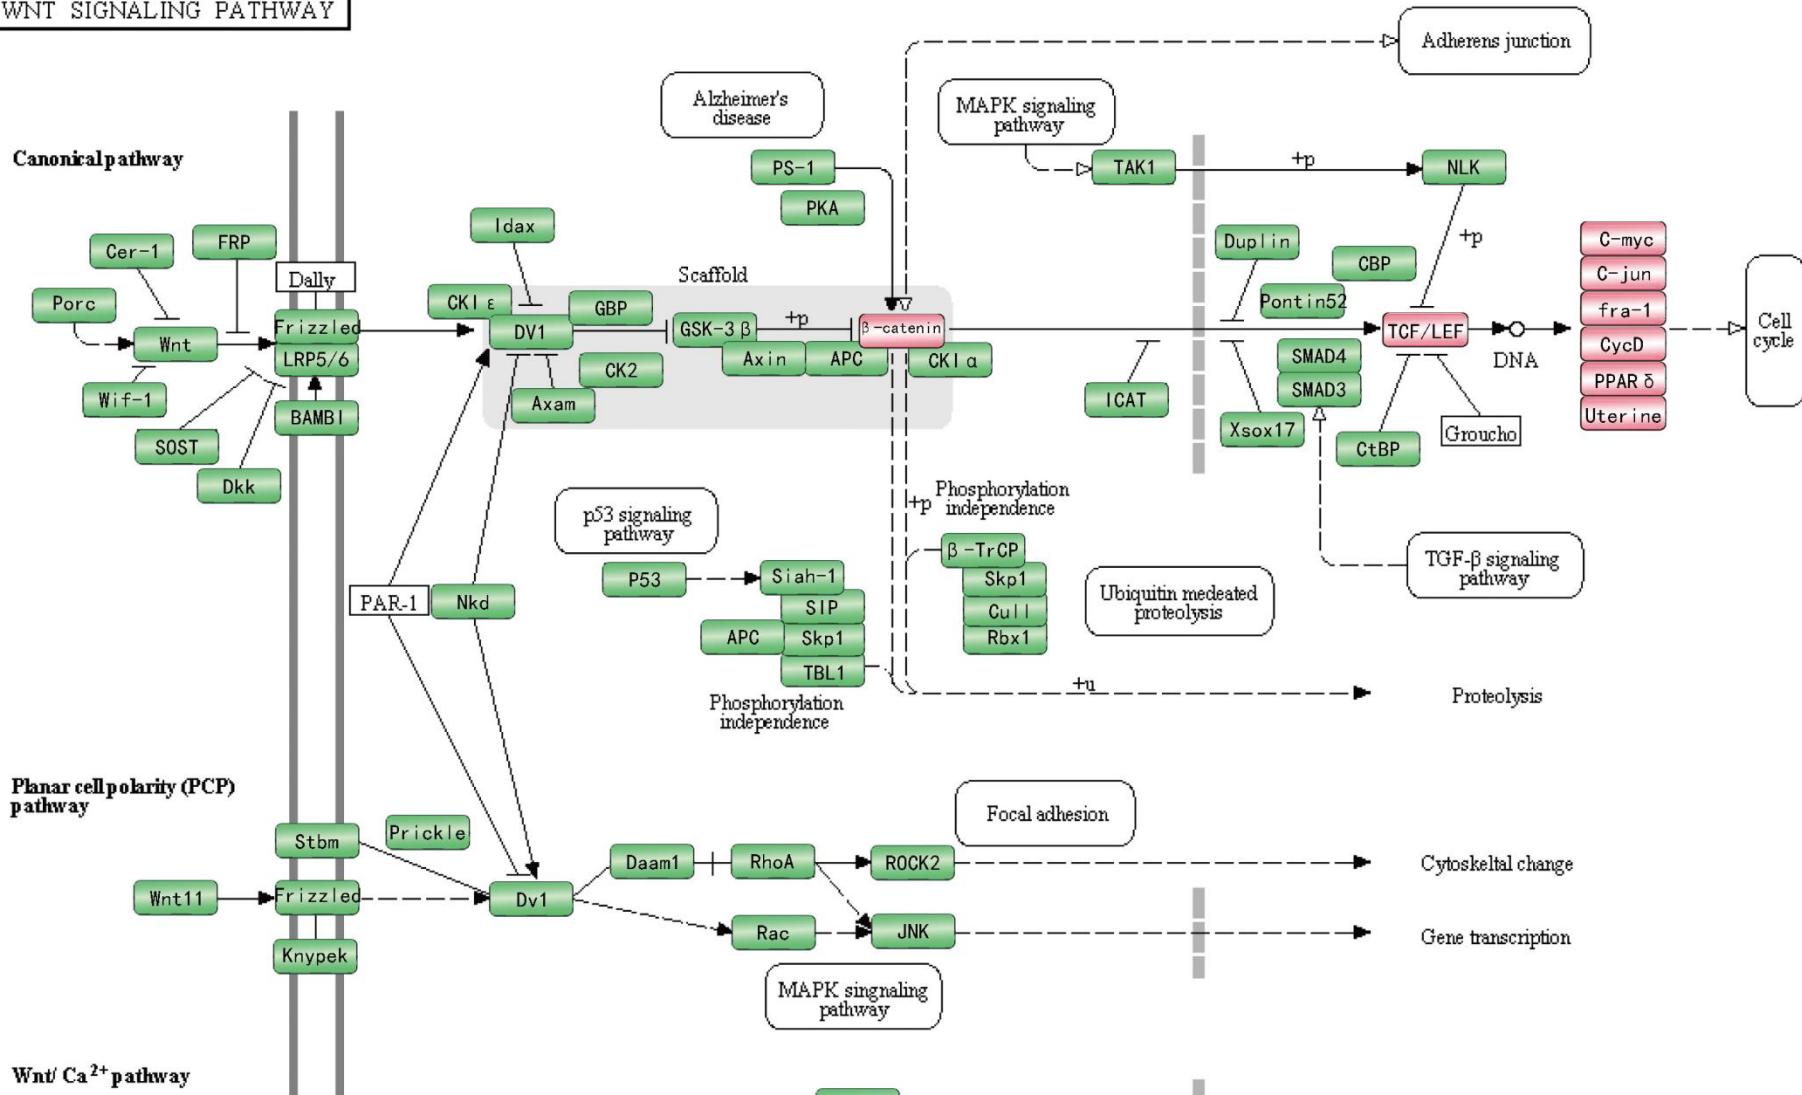 WNT SIGNALING PATHWAY
Adherens junction
Alzheimer's
disease
MAPK signaling
pathway
Canonical pathway
PS-1
TAK1
+p
NLK
PKA
Idax
Cer-1
FRP
Duplin
+p
C-myc
CBP
C-jun
Dally
Scaffold
Porc
CKI ε
GBP
Pontin52
fra-1
Frizzled
DV1
GSK-3 β
+p
β-catenin
TCF/LEF
Cell
cycle
Wnt
CycD
LRP5/6
Axin
APC
CKI α
SMAD4
DNA
CK2
PPAR δ
SMAD3
Wif-1
Axam
ICAT
BAMBI
Uterine
Xsox17
Groucho
SOST
CtBP
Dkk
Phosphorylation
independence
+p
p53 signaling
pathway
β-TrCP
TGF-β signaling
pathway
P53
Siah-1
Skp1
Ubiquitin medeated
proteolysis
PAR-1
Nkd
SIP
Cull
APC
Skp1
Rbx1
TBL1
+u
Proteolysis
Phosphorylation
independence
Planar cell polarity (PCP)
pathway
Focal adhesion
Stbm
Prickle
Daam1
RhoA
ROCK2
Cytoskeltal change
Wnt11
Frizzled
Dv1
Rac
JNK
Gene transcription
Knypek
MAPK singnaling
pathway
Wnt/ Ca2+ pathway